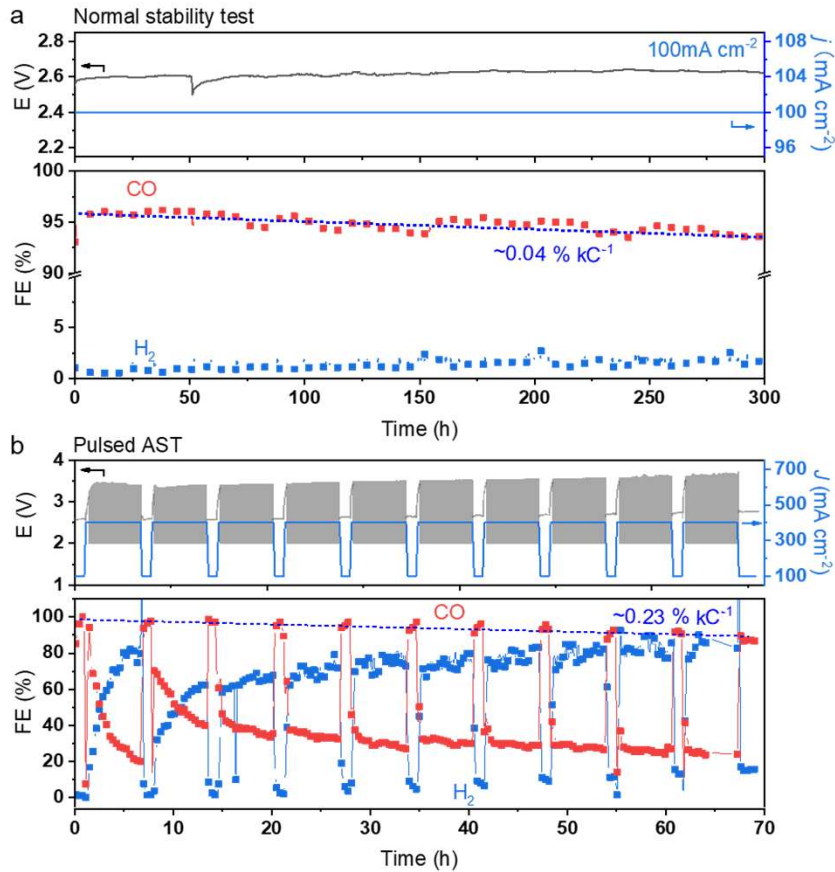 a Normal stability test
2.8
2.6
2.4
2.2
E (V)
100mA cm⁻²
108
104
100
96
j (mA cm⁻²)
100
95
90
5
0
FE (%)
CO
~0.04 % kC⁻¹
H₂
0 50 100 150 200 250 300
Time (h)
b Pulsed AST
4
3
2
1
E (V)
700
600
500
400
300
200
100
J (mA cm⁻²)
100
80
60
40
20
0
FE (%)
CO
~0.23 % kC⁻¹
H₂
0 10 20 30 40 50 60 70
Time (h)